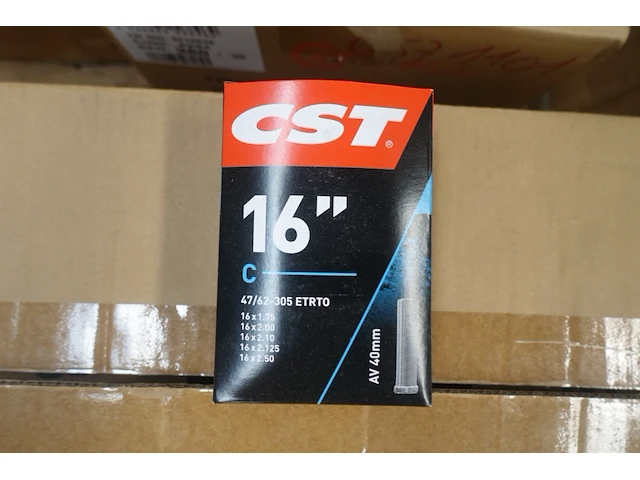 CST®
16”
C
47/62-305 ETRTO
16 x 1.75
16 x 2.00
16 x 2.10
16 x 2.125
16 x 2.50
AV 40mm